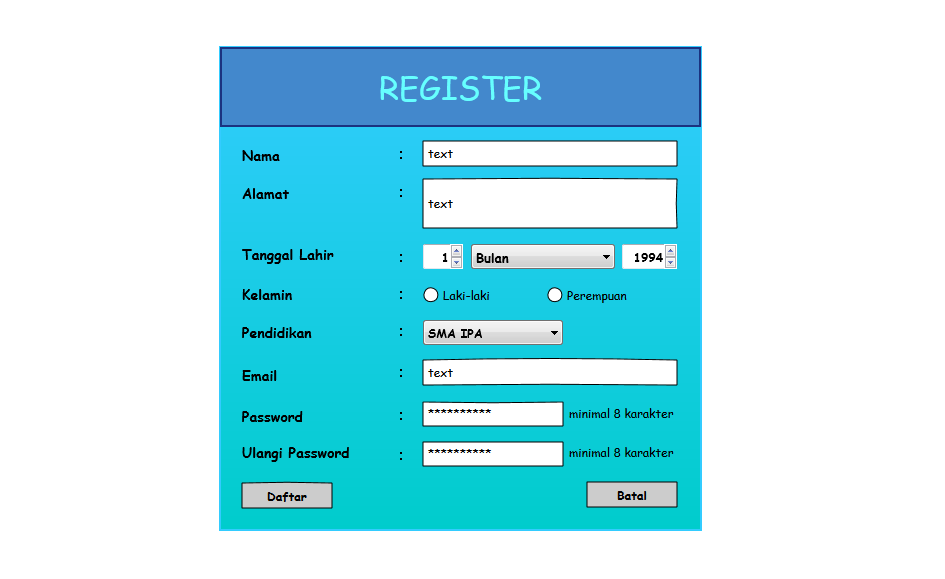 REGISTER
Nama : text
Alamat : text
Tanggal Lahir : 1 Bulan 1994
Kelamin : Laki-laki Perempuan
Pendidikan : SMA IPA
Email : text
Password : ********** minimal 8 karakter
Ulangi Password : ********** minimal 8 karakter
Daftar Batal